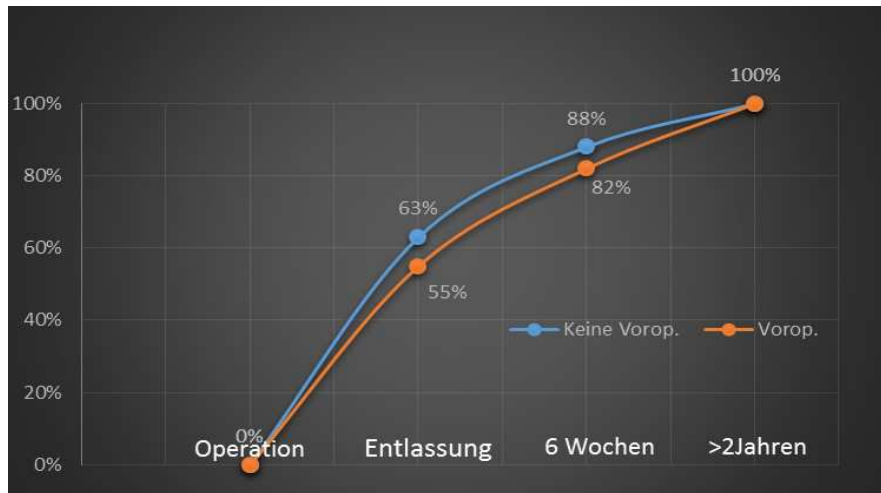 100%
100%
88%
80%
82%
63%
60%
55%
40%
Keine Vorop.
Vorop.
20%
0%
Operation
Entlassung
6 Wochen
>2Jahren
0%